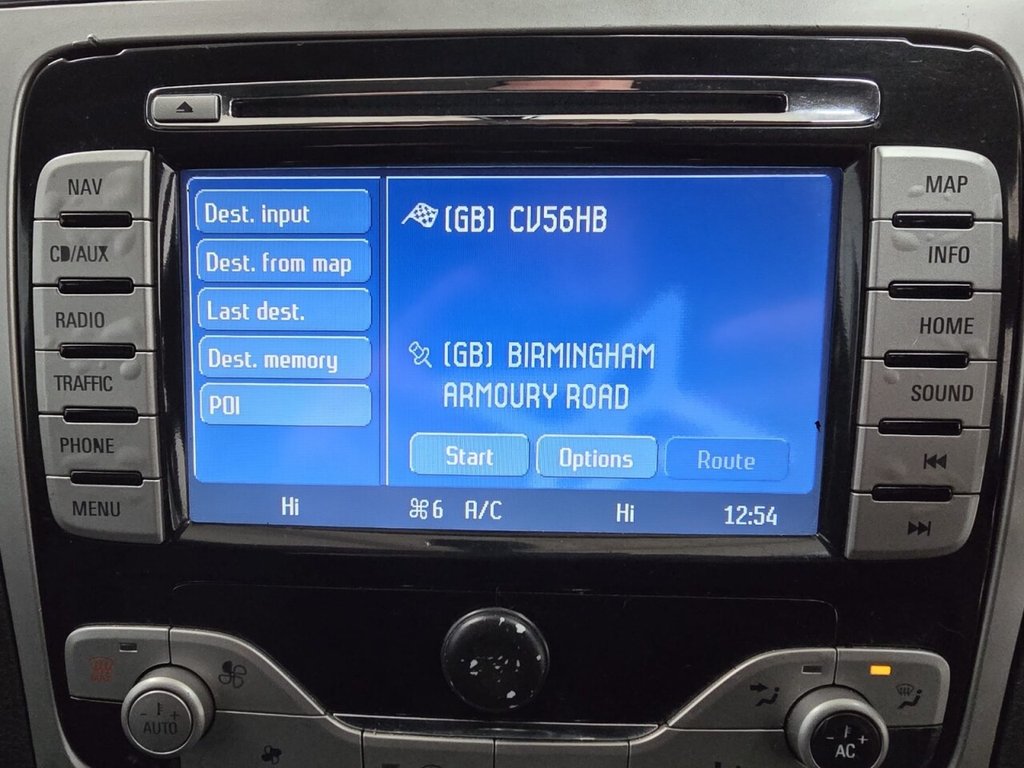 NAV
CD/AUX
RADIO
TRAFFIC
PHONE
MENU
Dest. input
Dest. from map
Last dest.
Dest. memory
POI
(GB) CV56HB
(GB) BIRMINGHAM
ARMOURY ROAD
Start
Options
Route
Hi
6 A/C
Hi
12:54
MAP
INFO
HOME
SOUND
- +
AUTO
- +
AC